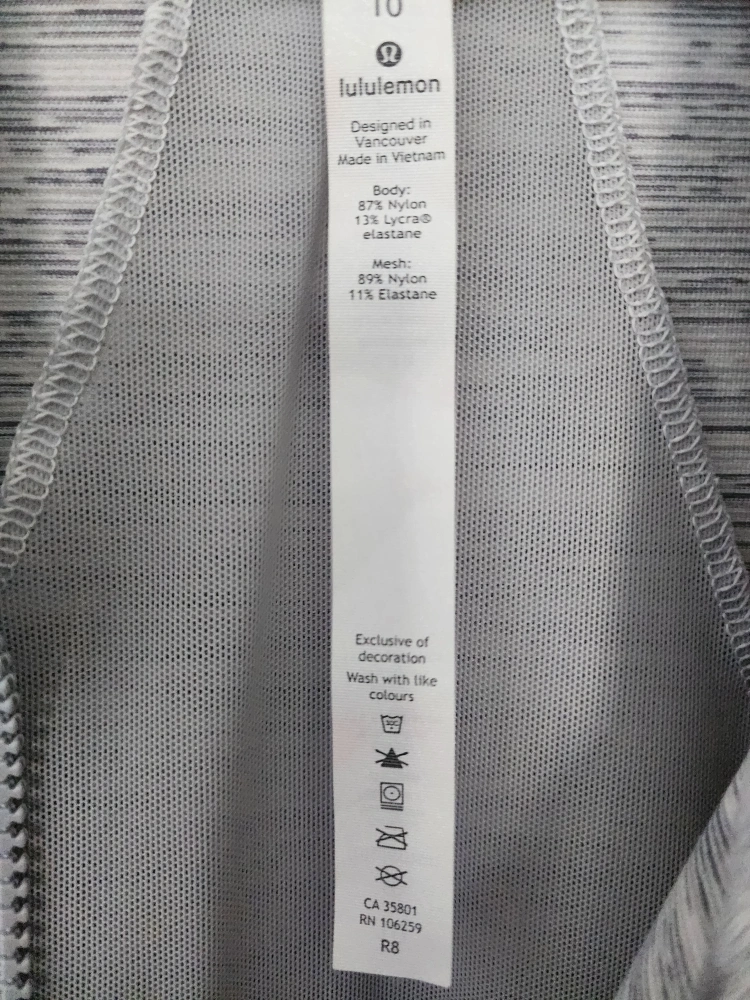 10
lululemon
Designed in
Vancouver
Made in Vietnam
Body:
87% Nylon
13% Lycra®
elastane
Mesh:
89% Nylon
11% Elastane
Exclusive of
decoration
Wash with like
colours
CA 35801
RN 106259
R8